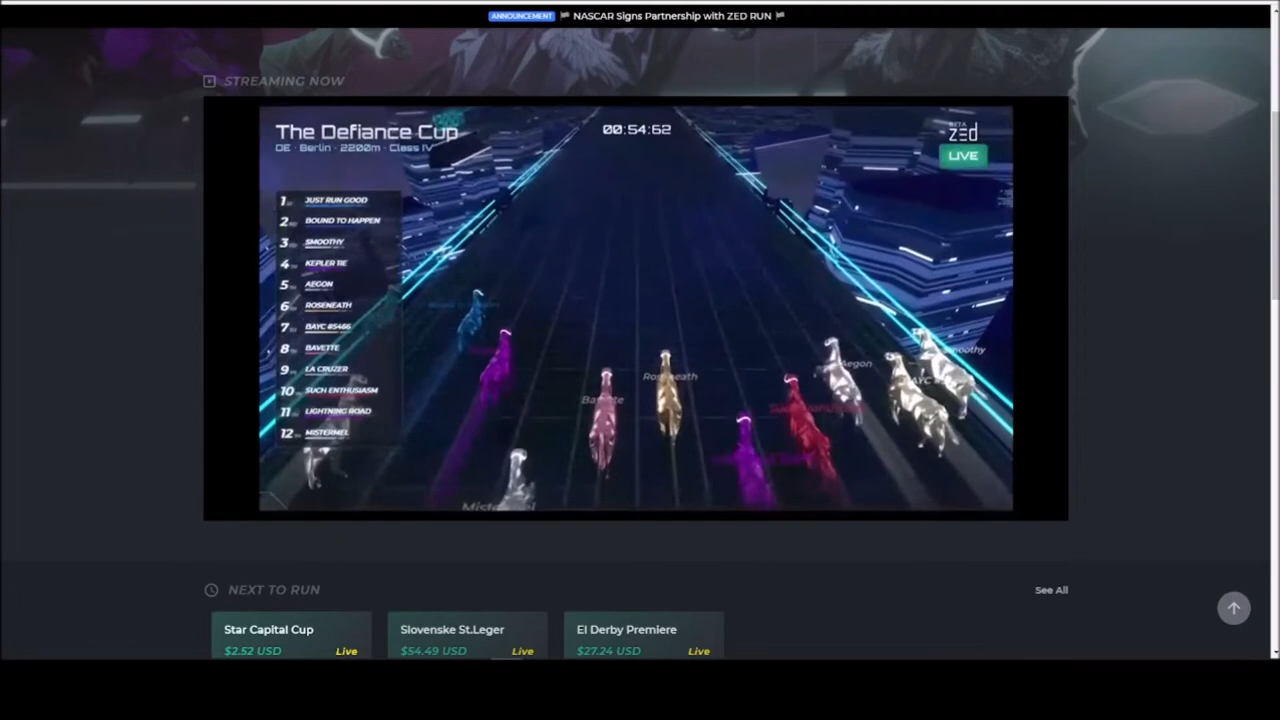 ANNOUNCEMENT NASCAR Signs Partnership with ZED RUN
STREAMING NOW
The Defiance Cup
DE · Berlin · 2200m · Class IV
00:54:62
BETA
zed
LIVE
1 JUST RUN GOOD
2 BOUND TO HAPPEN
3 SMOOTHY
4 KEPLER 11E
5 AEGON
6 ROSENEATH
7 BAYC #5466
8 BAVETTE
9 LA CRUZER
10 SUCH ENTHUSIASM
11 LIGHTNING ROAD
12 MISTERMEL
Smoothy
Aegon
Roseneath
Bavette
Mistermel
NEXT TO RUN
See All
Star Capital Cup
$2.52 USD Live
Slovenske St.Leger
$54.49 USD Live
El Derby Premiere
$27.24 USD Live